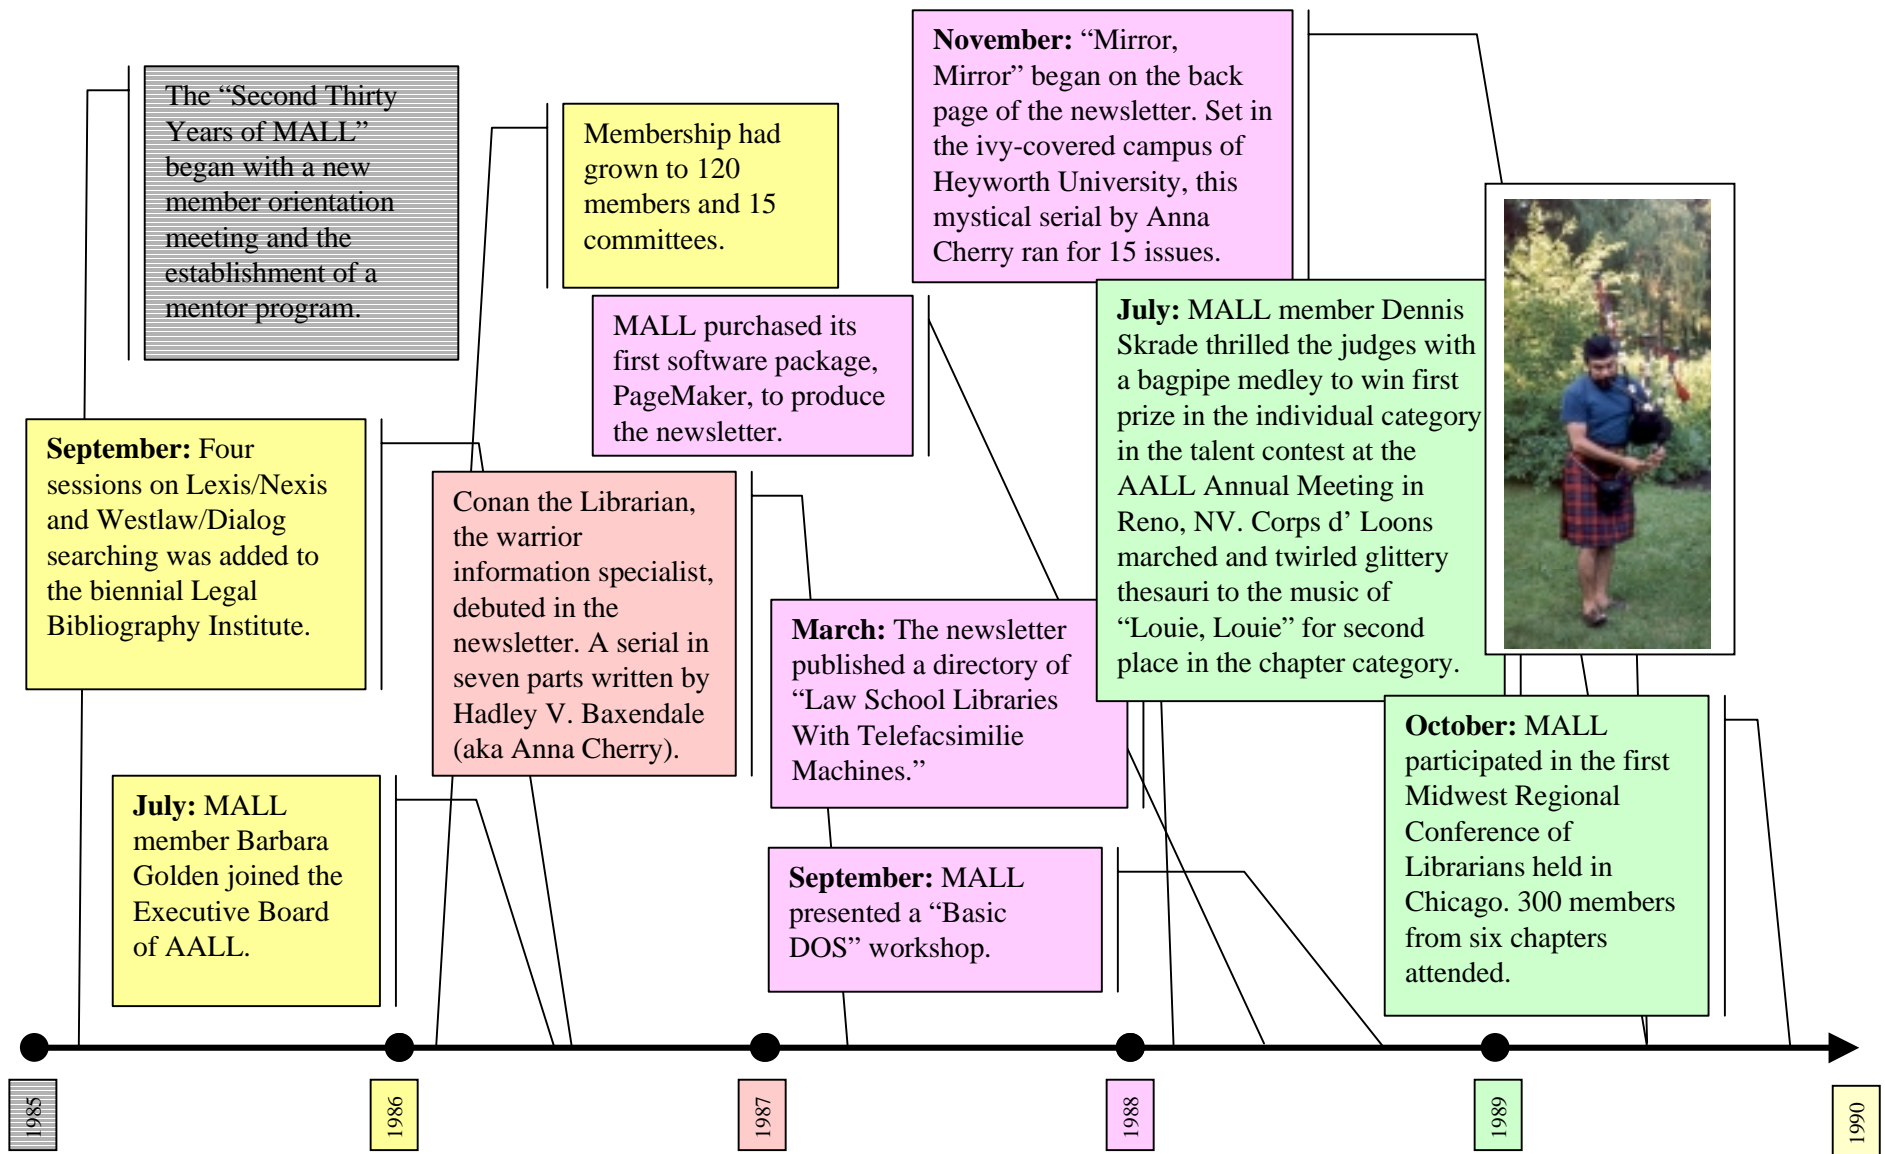 The “Second Thirty
Years of MALL”
began with a new
member orientation
meeting and the
establishment of a
mentor program.
Membership had
grown to 120
members and 15
committees.
November: “Mirror,
Mirror” began on the back
page of the newsletter. Set in
the ivy-covered campus of
Heyworth University, this
mystical serial by Anna
Cherry ran for 15 issues.
MALL purchased its
first software package,
PageMaker, to produce
the newsletter.
July: MALL member Dennis
Skrade thrilled the judges with
a bagpipe medley to win first
prize in the individual category
in the talent contest at the
AALL Annual Meeting in
Reno, NV. Corps d’ Loons
marched and twirled glittery
thesauri to the music of
“Louie, Louie” for second
place in the chapter category.
September: Four
sessions on Lexis/Nexis
and Westlaw/Dialog
searching was added to
the biennial Legal
Bibliography Institute.
Conan the Librarian,
the warrior
information specialist,
debuted in the
newsletter. A serial in
seven parts written by
Hadley V. Baxendale
(aka Anna Cherry).
March: The newsletter
published a directory of
“Law School Libraries
With Telefacsimilie
Machines.”
October: MALL
participated in the first
Midwest Regional
Conference of
Librarians held in
Chicago. 300 members
from six chapters
attended.
July: MALL
member Barbara
Golden joined the
Executive Board
of AALL.
September: MALL
presented a “Basic
DOS” workshop.
1985
1986
1987
1988
1989
1990